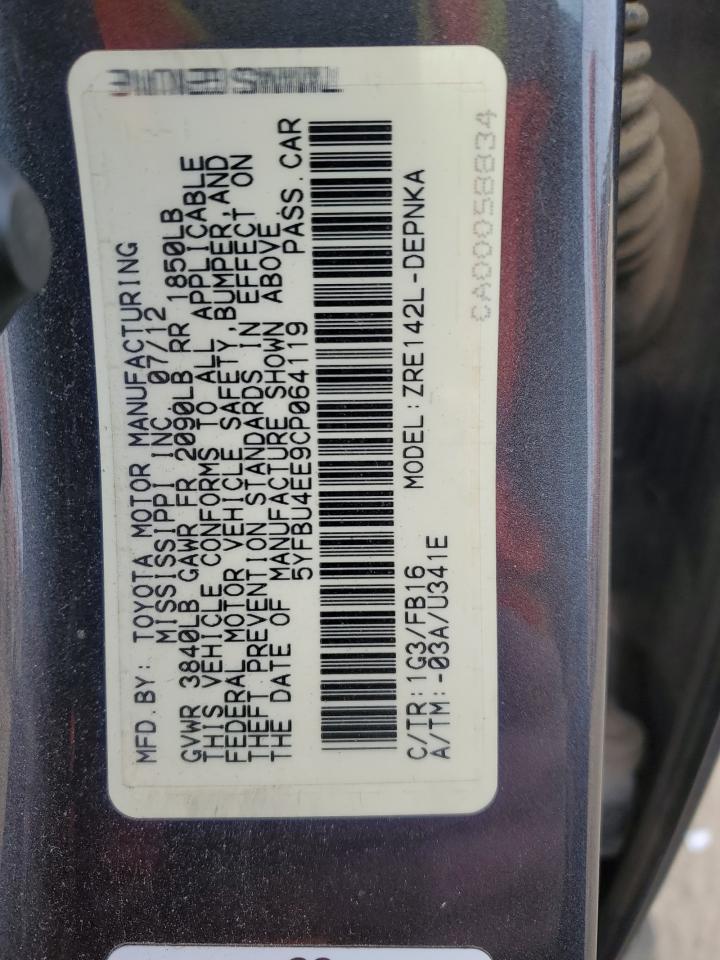 MFD.BY: TOYOTA MOTOR MANUFACTURING
MISSISSIPPI INC. 07/12
GVWR 3840LB GAWR FR 2090LB RR 1850LB
THIS VEHICLE CONFORMS TO ALL APPLICABLE
FEDERAL MOTOR VEHICLE SAFETY,BUMPER,AND
THEFT PREVENTION STANDARDS IN EFFECT ON
THE DATE OF MANUFACTURE SHOWN ABOVE.
5YFBU4EE9CP064119 PASS.CAR
C/TR:1G3/FB16 MODEL:ZRE142L-DEPNKA
A/TM:-03A/U341E
CA00058834